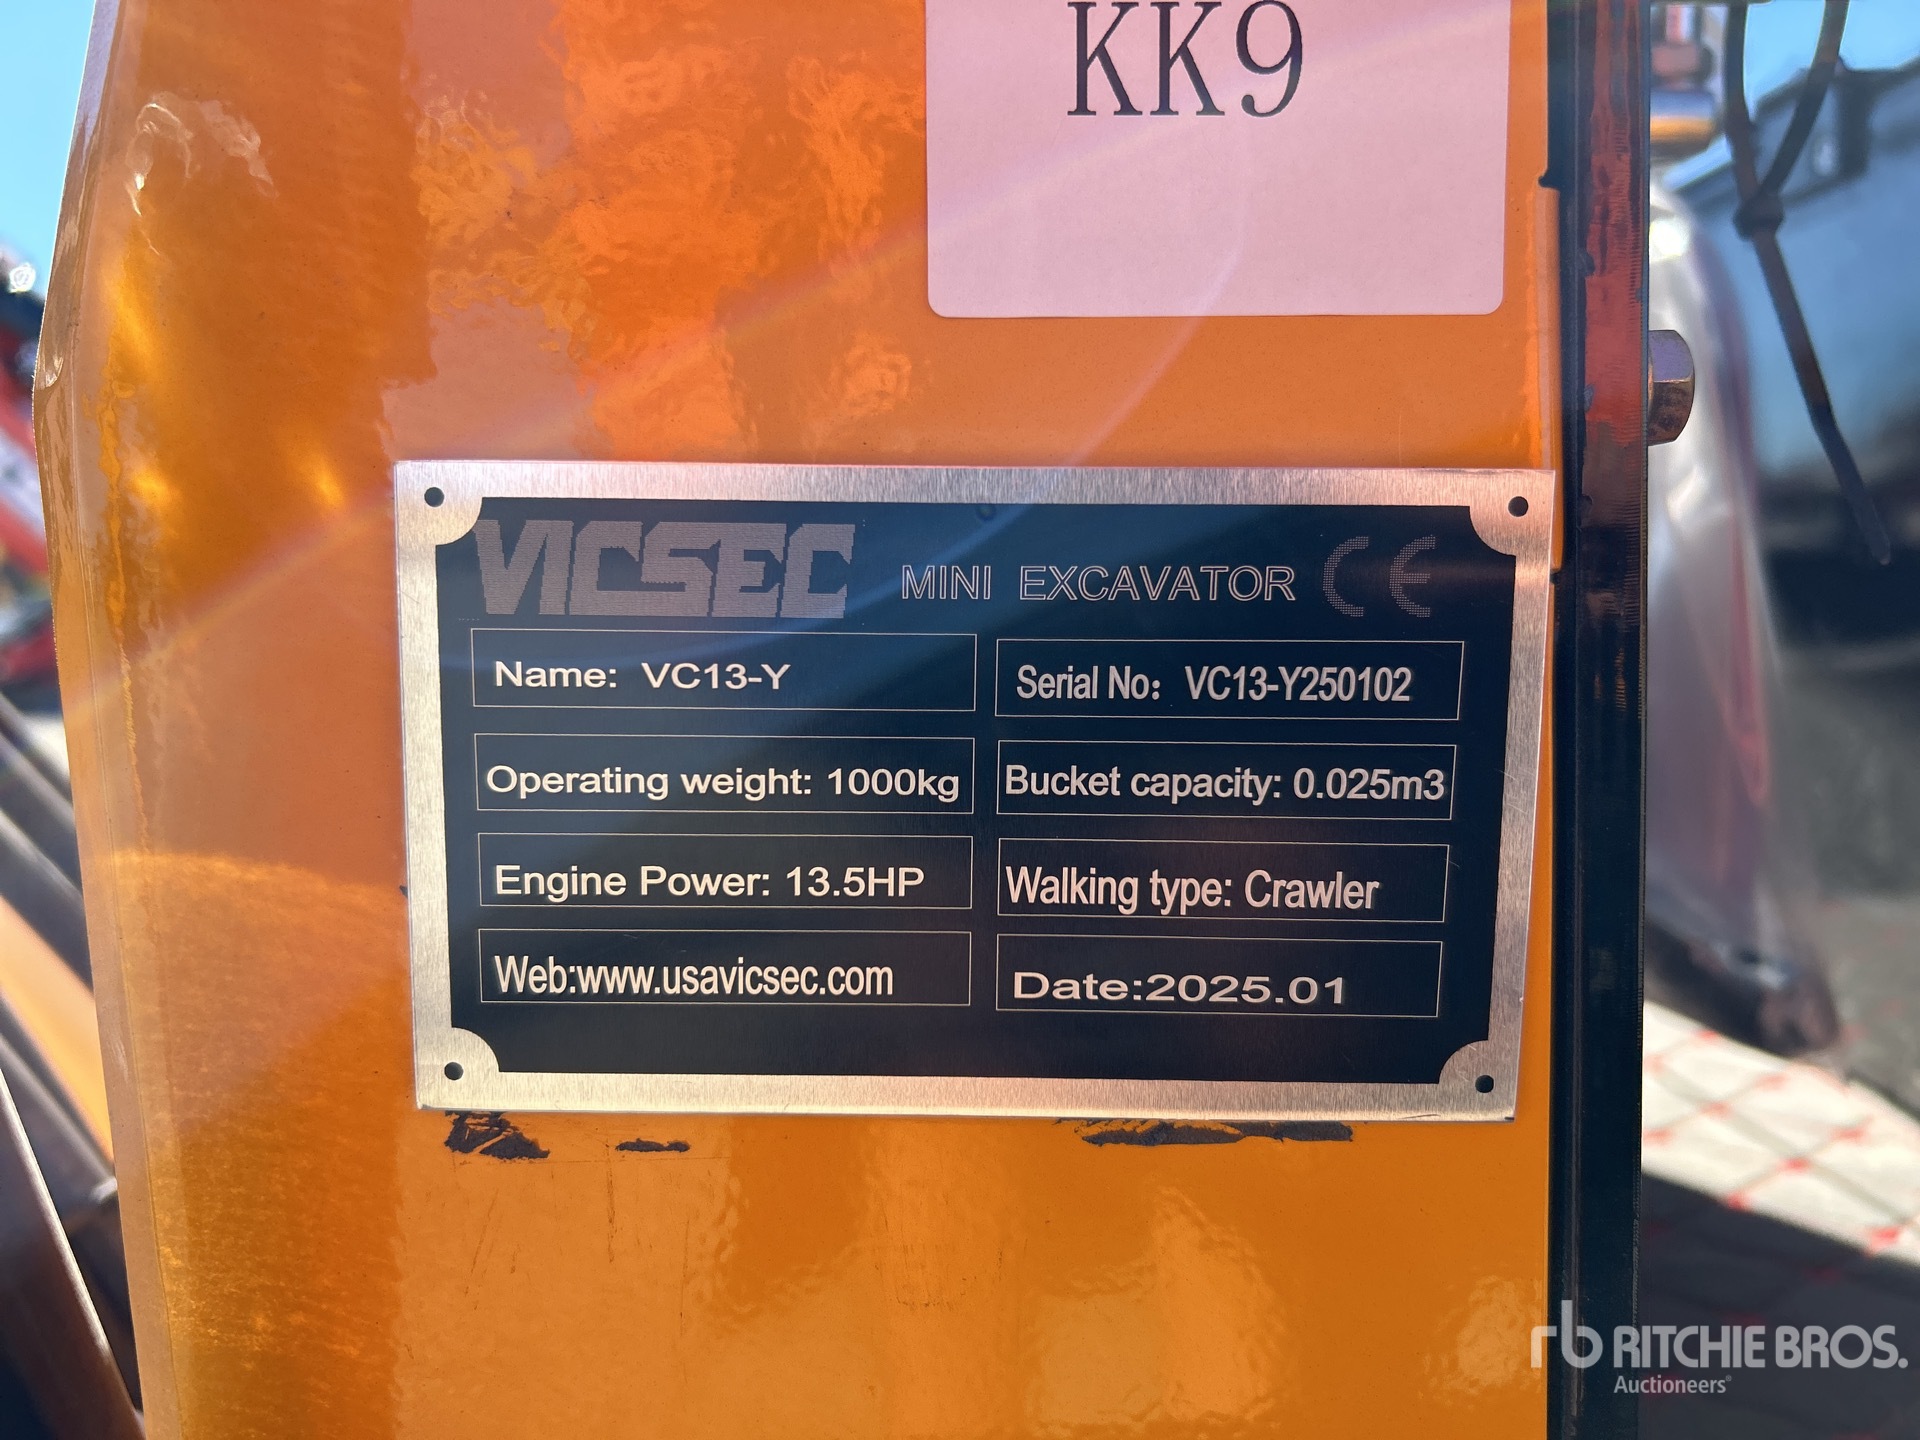 KK9
VICSEC MINI EXCAVATOR CE
Name: VC13-Y
Serial No: VC13-Y250102
Operating weight: 1000kg
Bucket capacity: 0.025m3
Engine Power: 13.5HP
Walking type: Crawler
Web:www.usavicsec.com
Date:2025.01
rb RITCHIE BROS.
Auctioneers®